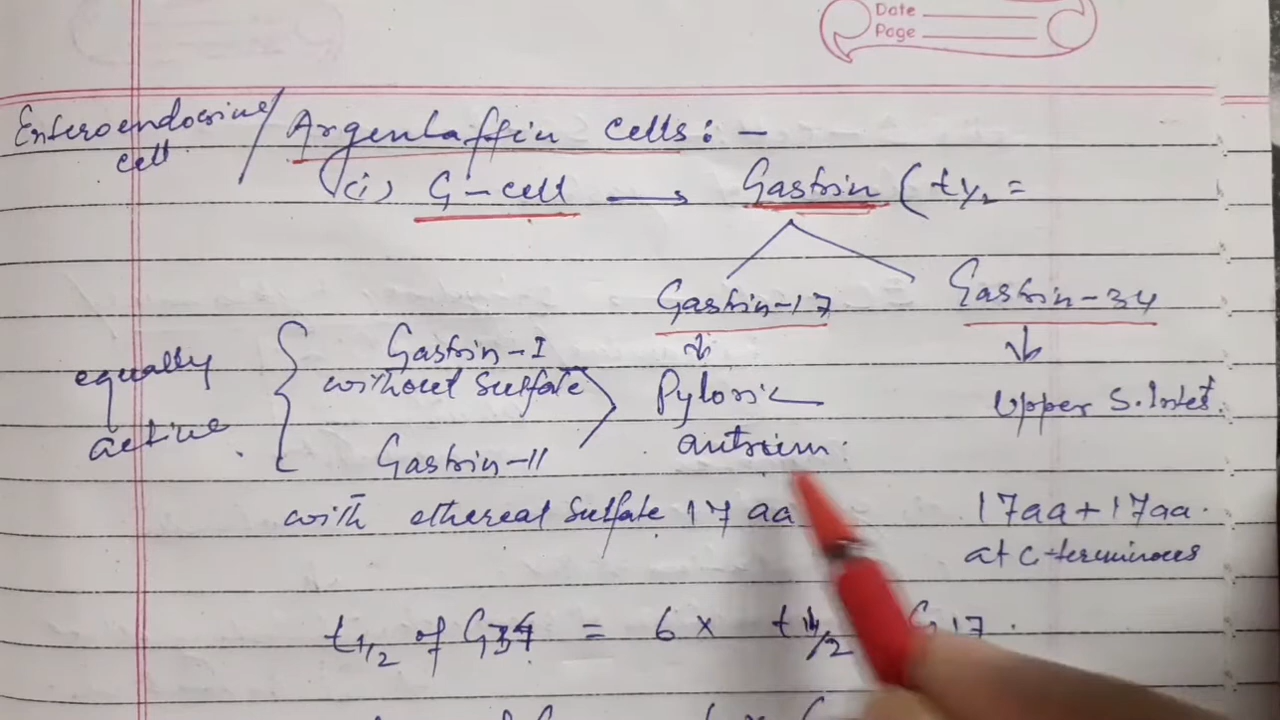 Date
Page
Enteroendocrine/
cell
Argentaffin cells: -
(i) G-cell → Gastrin (t1/2 =
Gastrin-17 Gastrin-34
equally
active
Gastrin-I
without sulfate
Gastrin-II
with ethereal sulfate
↓
Pyloric
antrum.
17 aa
↓
Upper S. Intest.
17aa + 17aa.
at C-terminous
t1/2 of G34 = 6 x t1/2 G17.